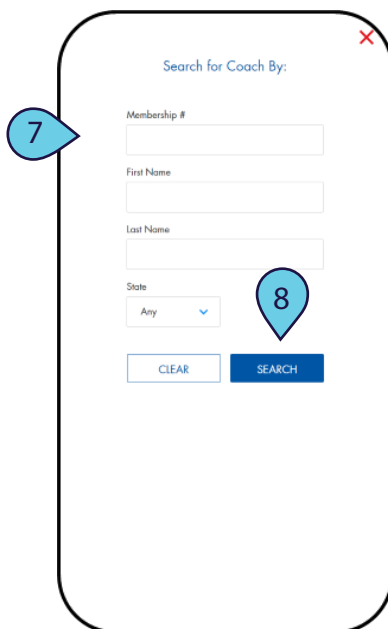 Search for Coach By:
Membership #
7
First Name
Last Name
State
8
Any
CLEAR SEARCH